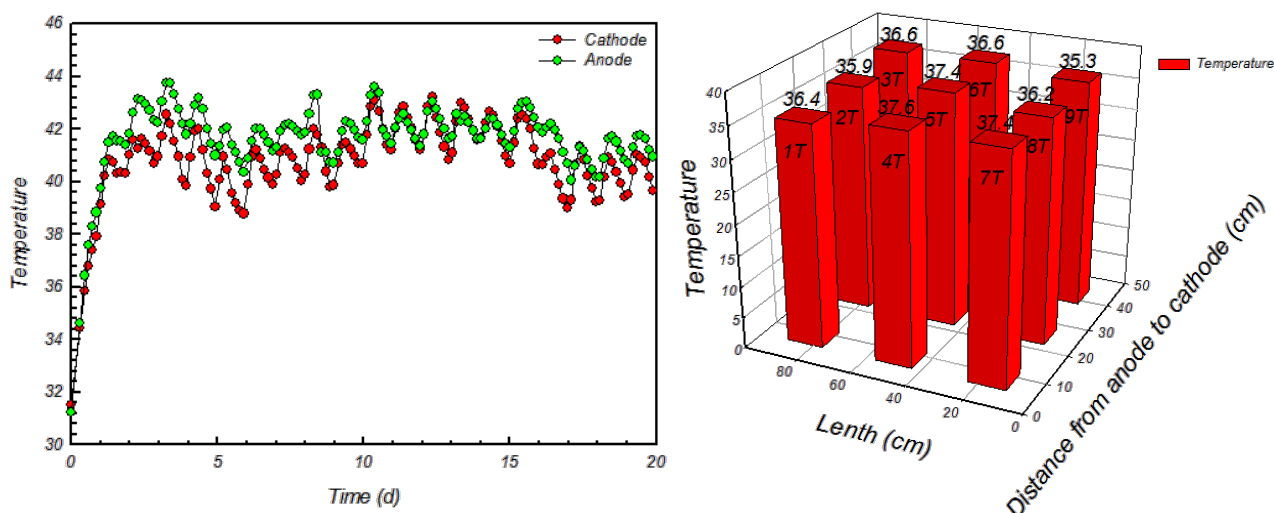 46
44
42
40
38
36
34
32
30
Temperature
0
5
10
15
20
Time (d)
Cathode
Anode
Temperature
36.6
36.6
35.3
35.9
37.4
36.2
36.4
37.6
37.4
3T
6T
9T
2T
5T
8T
1T
4T
7T
40
35
30
25
20
15
10
5
0
Temperature
80
60
40
20
0
Lenth (cm)
0
10
20
30
40
50
Distance from anode to cathode (cm)